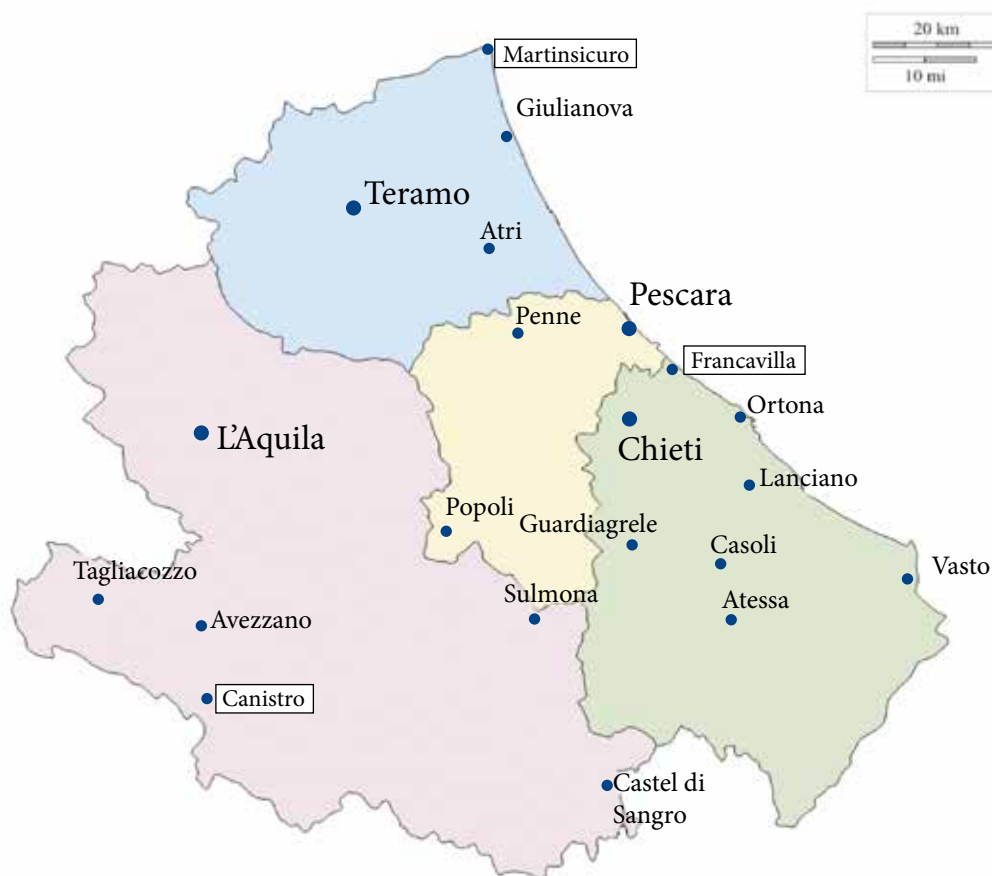 20 km
10 mi
Martinsicuro
Giulianova
Teramo
Atri
Pescara
Penne
Francavilla
Ortona
L'Aquila
Chieti
Lanciano
Popoli
Guardiagrele
Casoli
Vasto
Tagliacozzo
Sulmona
Atessa
Avezzano
Canistro
Castel di
Sangro